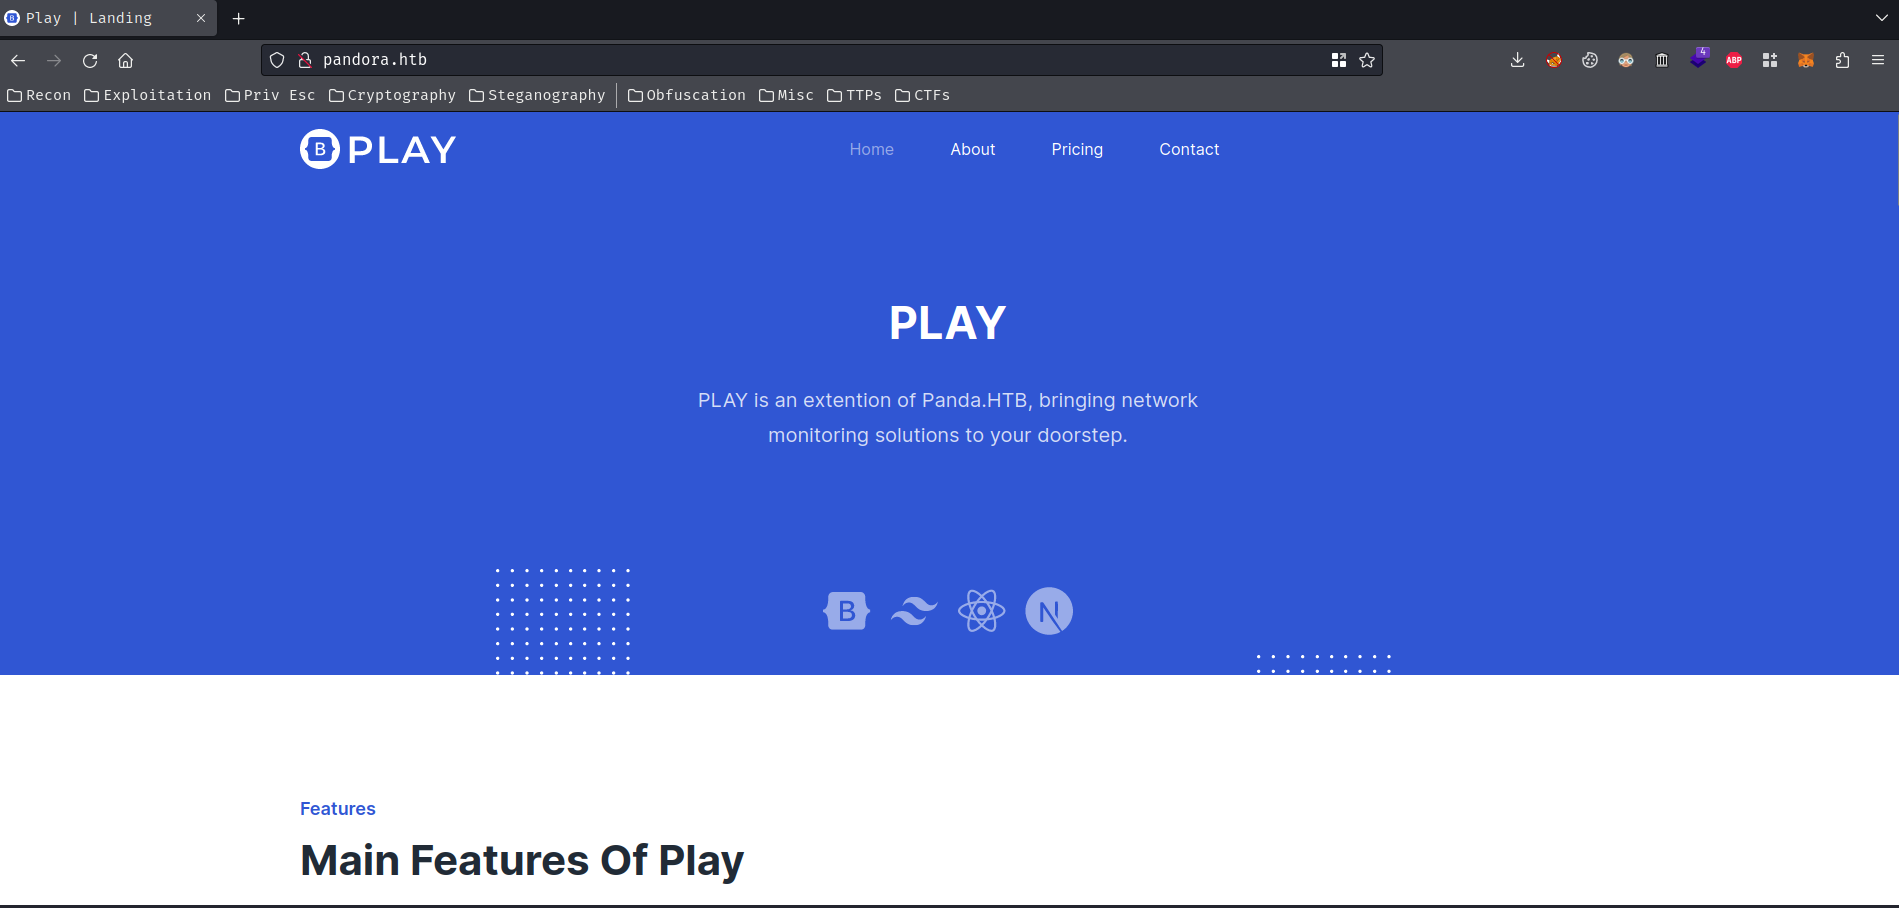 Play | Landing
pandora.htb
4
ABP
Recon Exploitation Priv Esc Cryptography Steganography Obfuscation Misc TTPs CTFs
B PLAY Home About Pricing Contact
PLAY
PLAY is an extention of Panda.HTB, bringing network
monitoring solutions to your doorstep.
B N
Features
Main Features Of Play